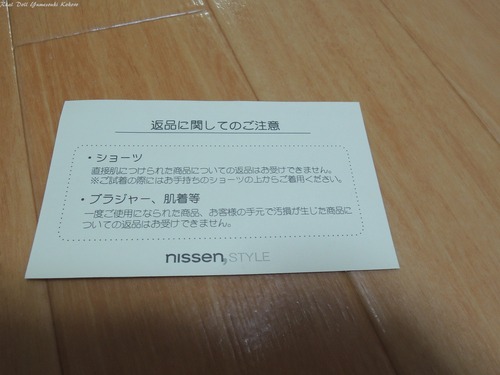 Real Doll Yumesaki Kokoro
返品に関してのご注意
・ショーツ
直接肌につけられた商品についての返品はお受けできません。
※ご試着の際にはお手持ちのショーツの上からご着用ください。
・ブラジャー、肌着等
一度ご使用になられた商品、お客様の手元で汚損が生じた商品に
ついての返品はお受けできません。
nissen, STYLE